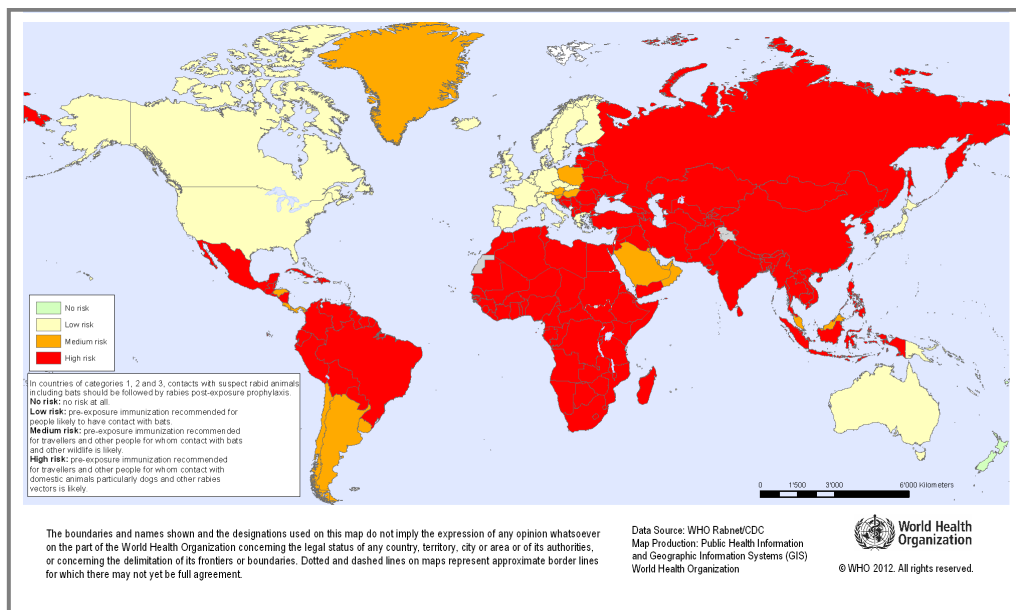 No risk
Low risk
Medium risk
High risk
In countries of categories 1, 2 and 3, contacts with suspect rabid animals
including bats should be followed by rabies post-exposure prophylaxis.
No risk: no risk at all.
Low risk: pre-exposure immunization recommended for
people likely to have contact with bats.
Medium risk: pre-exposure immunization recommended
for travellers and other people for whom contact with bats
and other wildlife is likely.
High risk: pre-exposure immunization recommended
for travellers and other people for whom contact with
domestic animals particularly dogs and other rabies
vectors is likely.
0 1'500 3'000 6'000 Kilometers
The boundaries and names shown and the designations used on this map do not imply the expression of any opinion whatsoever
on the part of the World Health Organization concerning the legal status of any country, territory, city or area or of its authorities,
or concerning the delimitation of its frontiers or boundaries. Dotted and dashed lines on maps represent approximate border lines
for which there may not yet be full agreement.
Data Source: WHO Rabnet/CDC
Map Production: Public Health Information
and Geographic Information Systems (GIS)
World Health Organization
World Health
Organization
© WHO 2012. All rights reserved.